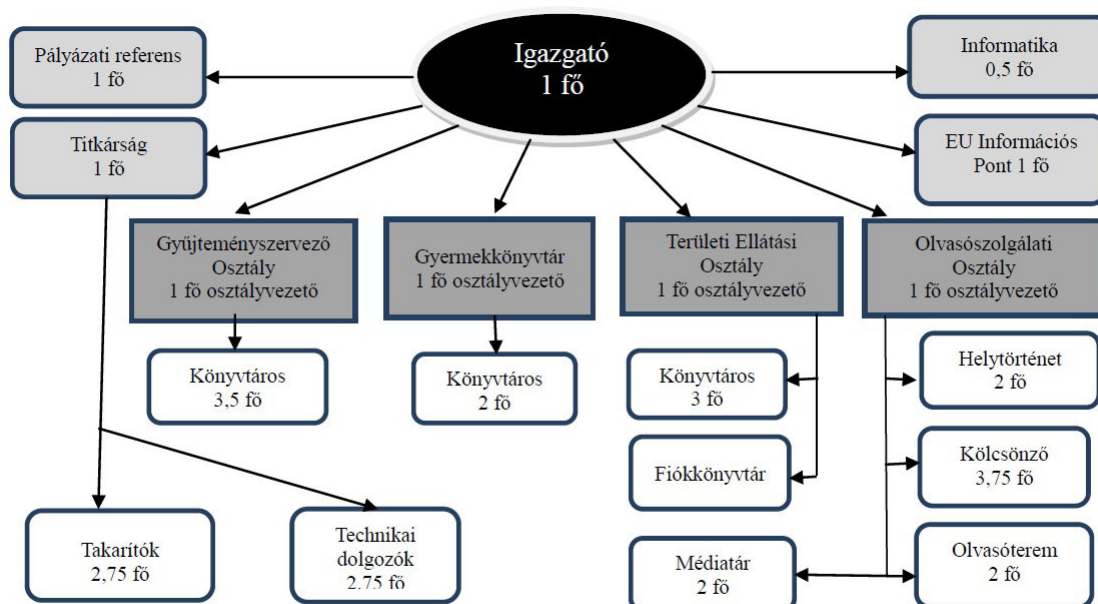 Igazgató
1 fő
Pályázati referens
1 fő
Titkárság
1 fő
Informatika
0,5 fő
EU Információs
Pont 1 fő
Gyűjteményszervező
Osztály
1 fő osztályvezető
Gyermekkönyvtár
1 fő osztályvezető
Területi Ellátási
Osztály
1 fő osztályvezető
Olvasószolgálati
Osztály
1 fő osztályvezető
Könyvtáros
3,5 fő
Könyvtáros
2 fő
Könyvtáros
3 fő
Fiókkönyvtár
Helytörténet
2 fő
Kölcsönző
3,75 fő
Takarítók
2,75 fő
Technikai
dolgozók
2,75 fő
Médiatár
2 fő
Olvasóterem
2 fő